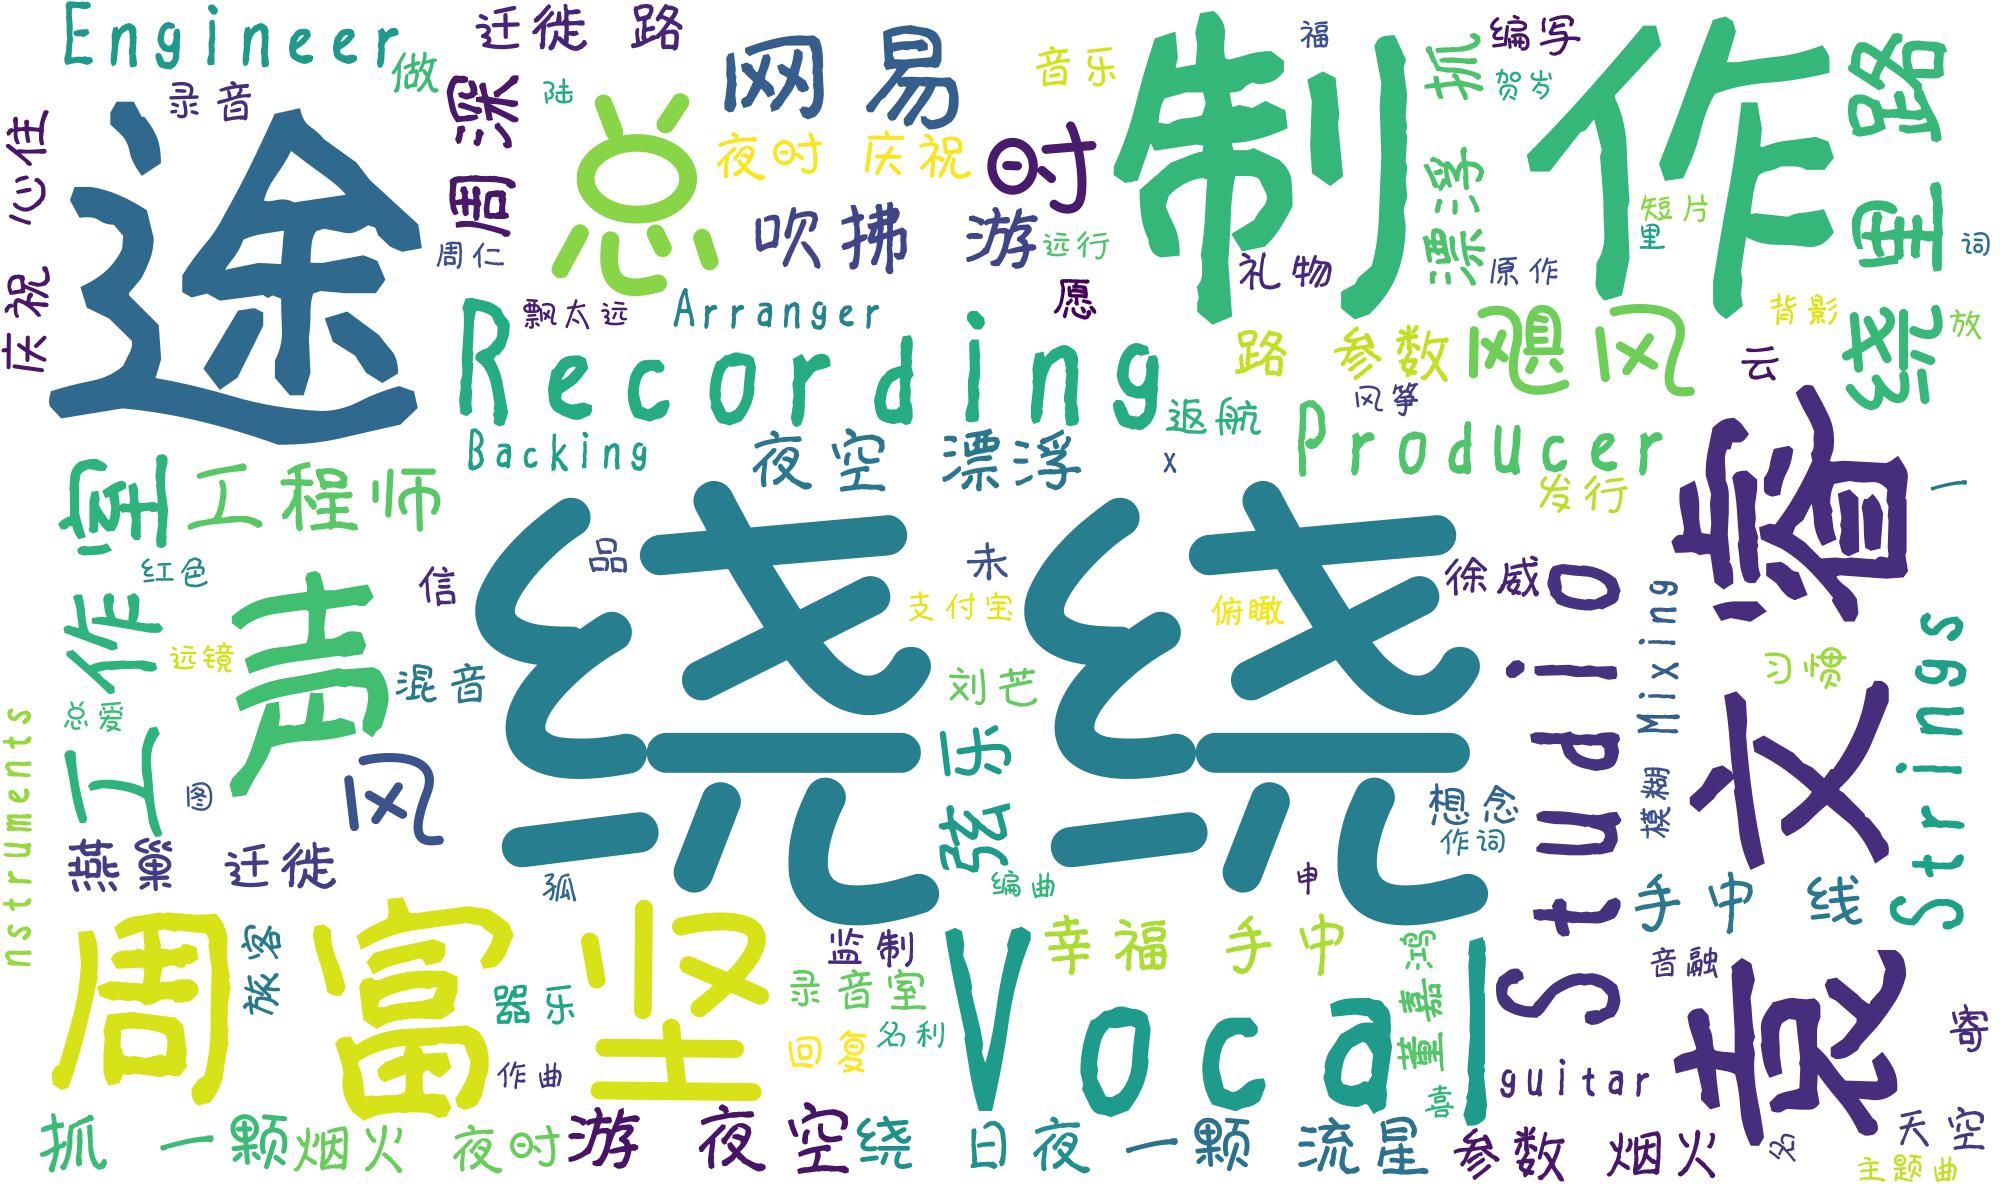 Engineer
做
迁徙 路
录音
周深
陆
网易
音乐
福
编写
抓
贺岁
制作
路
里
绕
心住
庆祝
途
总
夜时 庆祝
时
吹拂 游
远行
愿
礼物
漂浮
原作
短片
里
词
周仁
飘太远
Arranger
Recording
路 参数
飓风
背影
放
云
风筝
返航
Producer
Backing
夜空 漂浮
x
发行
室
工作
工程师
红色
远镜
总爱
声
信
混音
绕绕
品
未
支付宝
俯瞰
徐威
刘芒
弦乐
睿
文
袁
一
习惯
Studio
Mixing
模糊
Strings
nstruments
图
风
燕巢 迁徙
孤
编曲
申
想念
作词
手中 线
周富坚
旅客
器乐
作曲
监制
录音室
回复
名利
Vocal
幸福 手中
董嘉鸿
喜
音融
guitar
寄
抓 一颗
烟火 夜时
游 夜空
绕 日夜
一颗 流星
参数 烟火
名
天空
主题曲